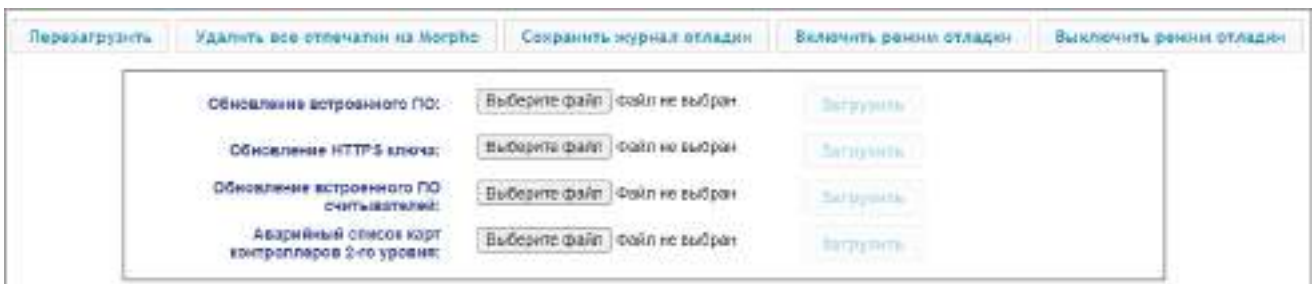 Перезагрузить Удалить все отпечатки из Morpho Сохранить журнал отладки Включить режим отладки Выключить режим отладки
Обновление встроенного ПО: Выберите файл Файл не выбран Загрузить
Обновление HTTPS ключа: Выберите файл Файл не выбран Загрузить
Обновление встроенного ПО
считывателей: Выберите файл Файл не выбран Загрузить
Аварийный список карт
контроллеров 2-го уровня: Выберите файл Файл не выбран Загрузить